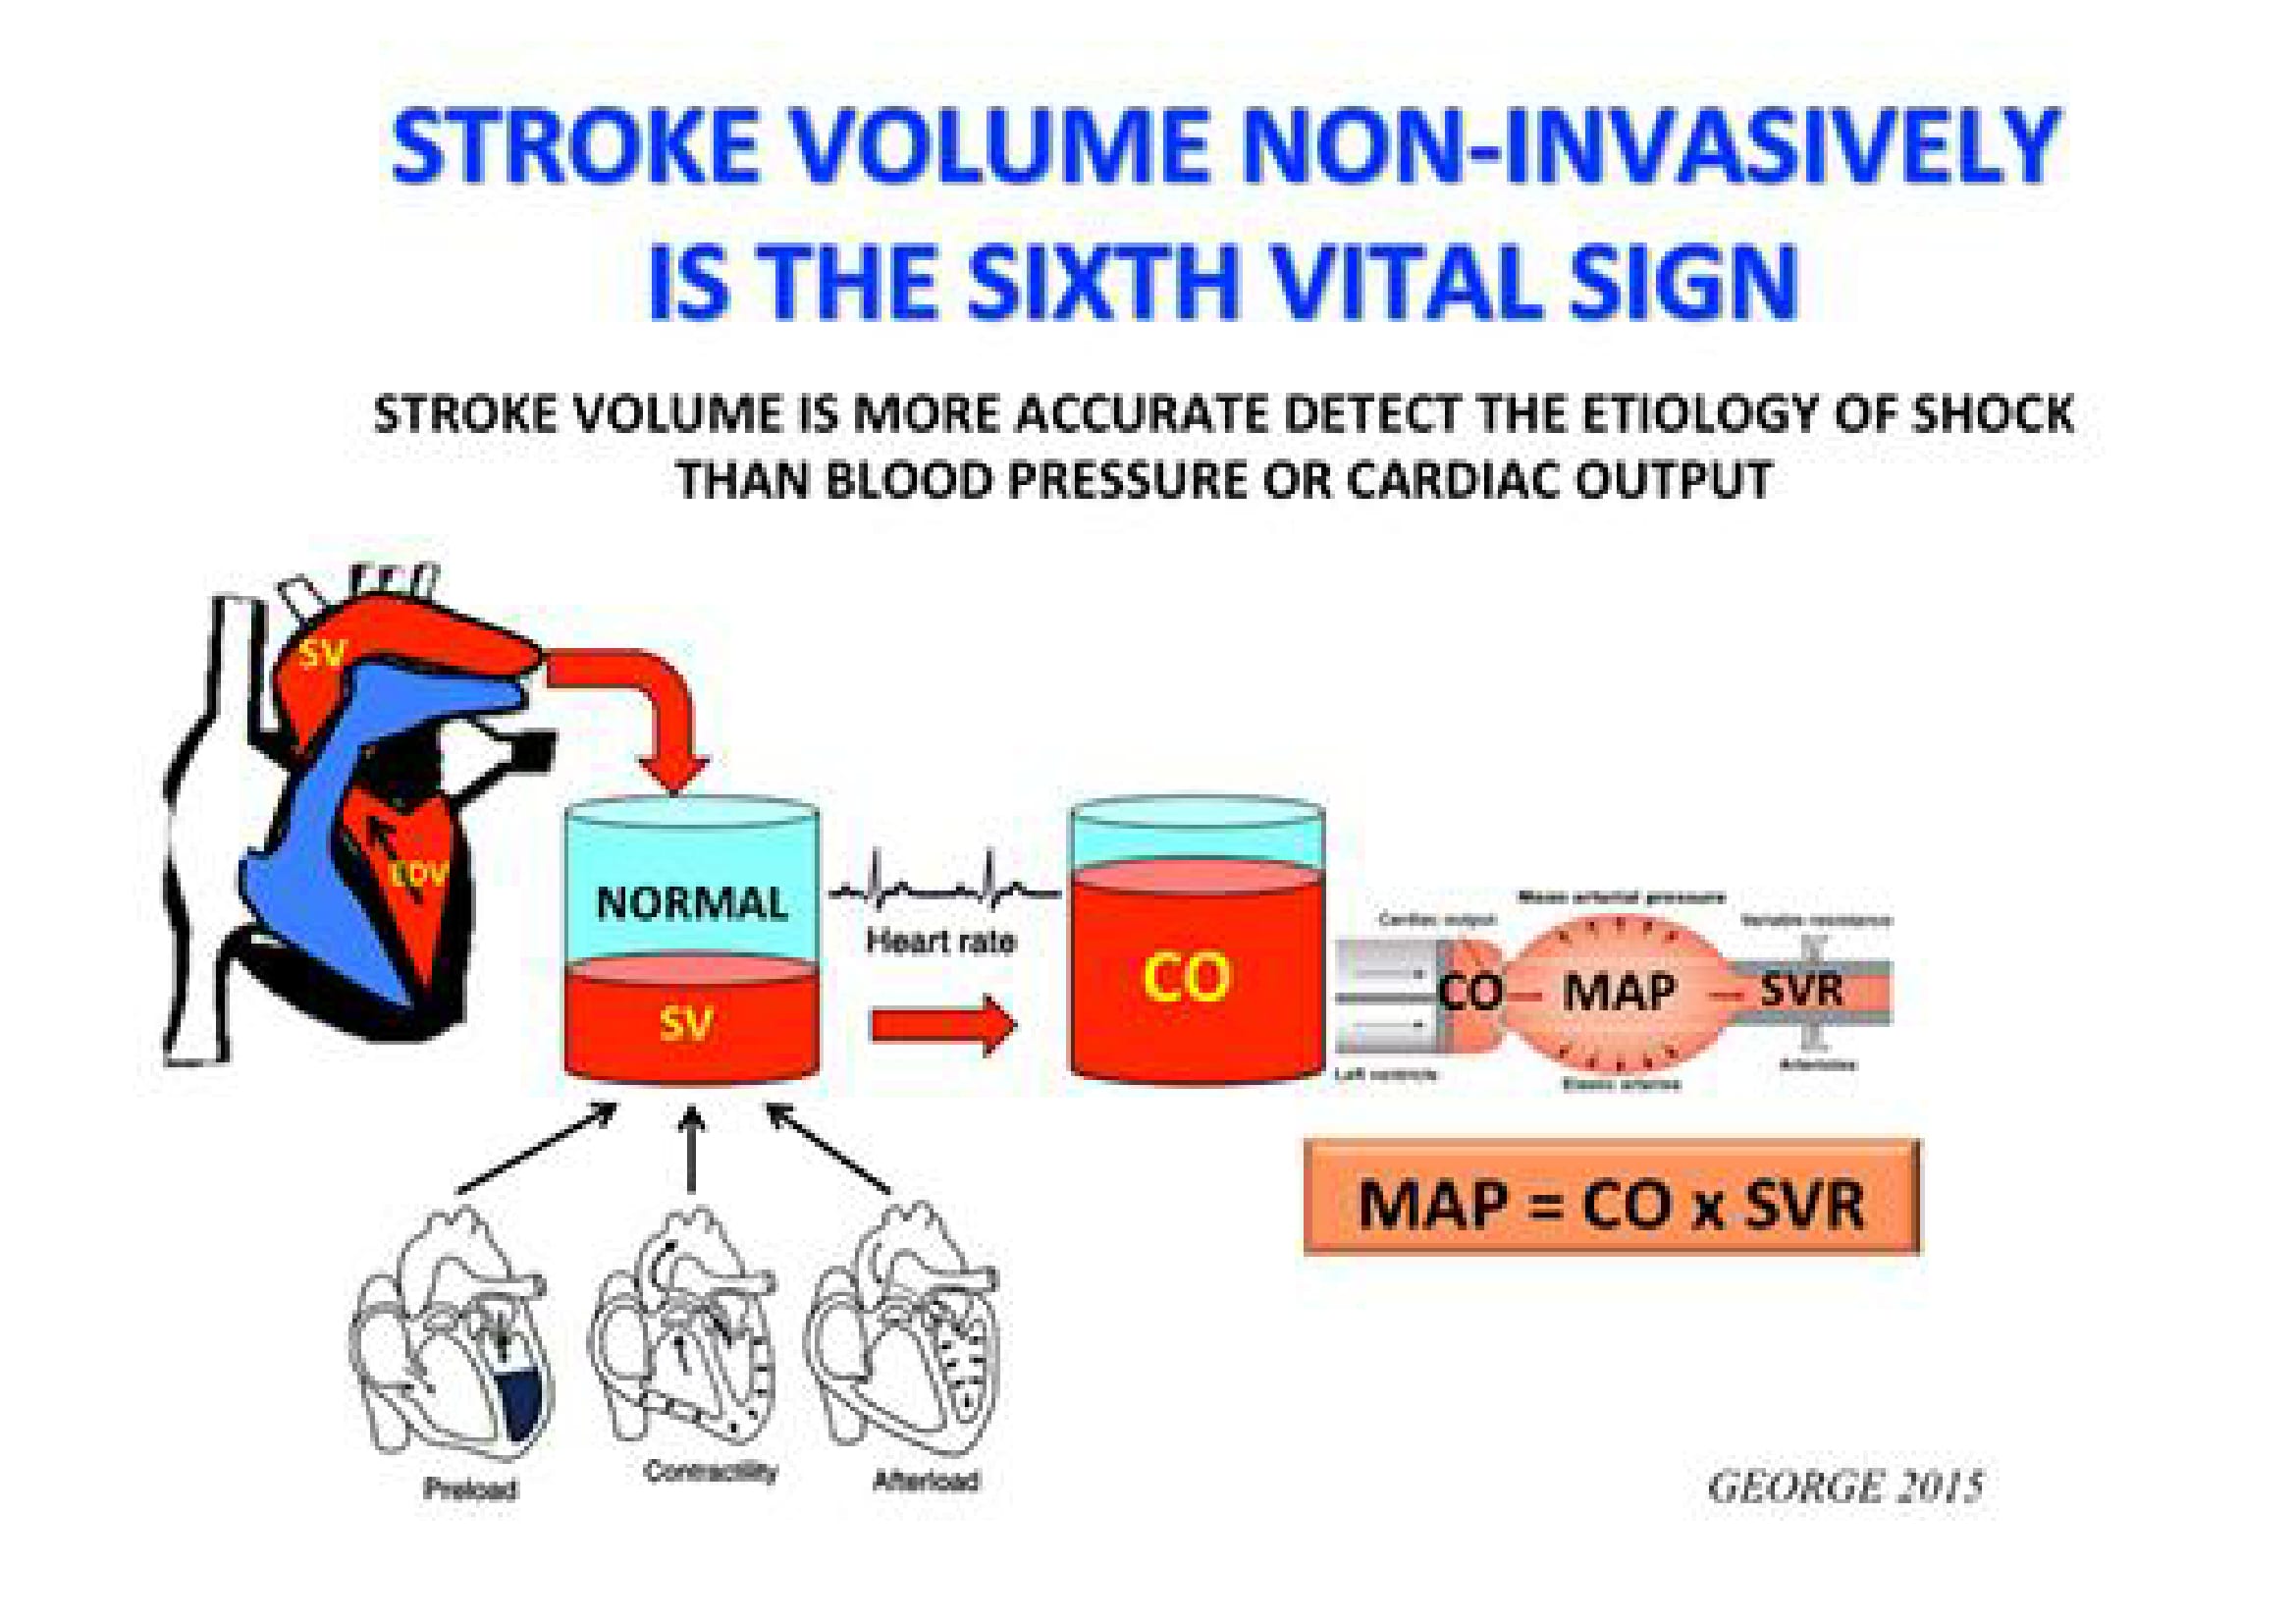 STROKE VOLUME NON-INVASIVELY
IS THE SIXTH VITAL SIGN
STROKE VOLUME IS MORE ACCURATE DETECT THE ETIOLOGY OF SHOCK
THAN BLOOD PRESSURE OR CARDIAC OUTPUT
SV
EDV
NORMAL
SV
Heart rate
CO
Mean arterial pressure
Cardiac output
Variable resistance
CO
MAP
SVR
Left ventricle
Elastic arteries
Arterioles
MAP = CO x SVR
Preload
Contractility
Afterload
GEORGE 2015